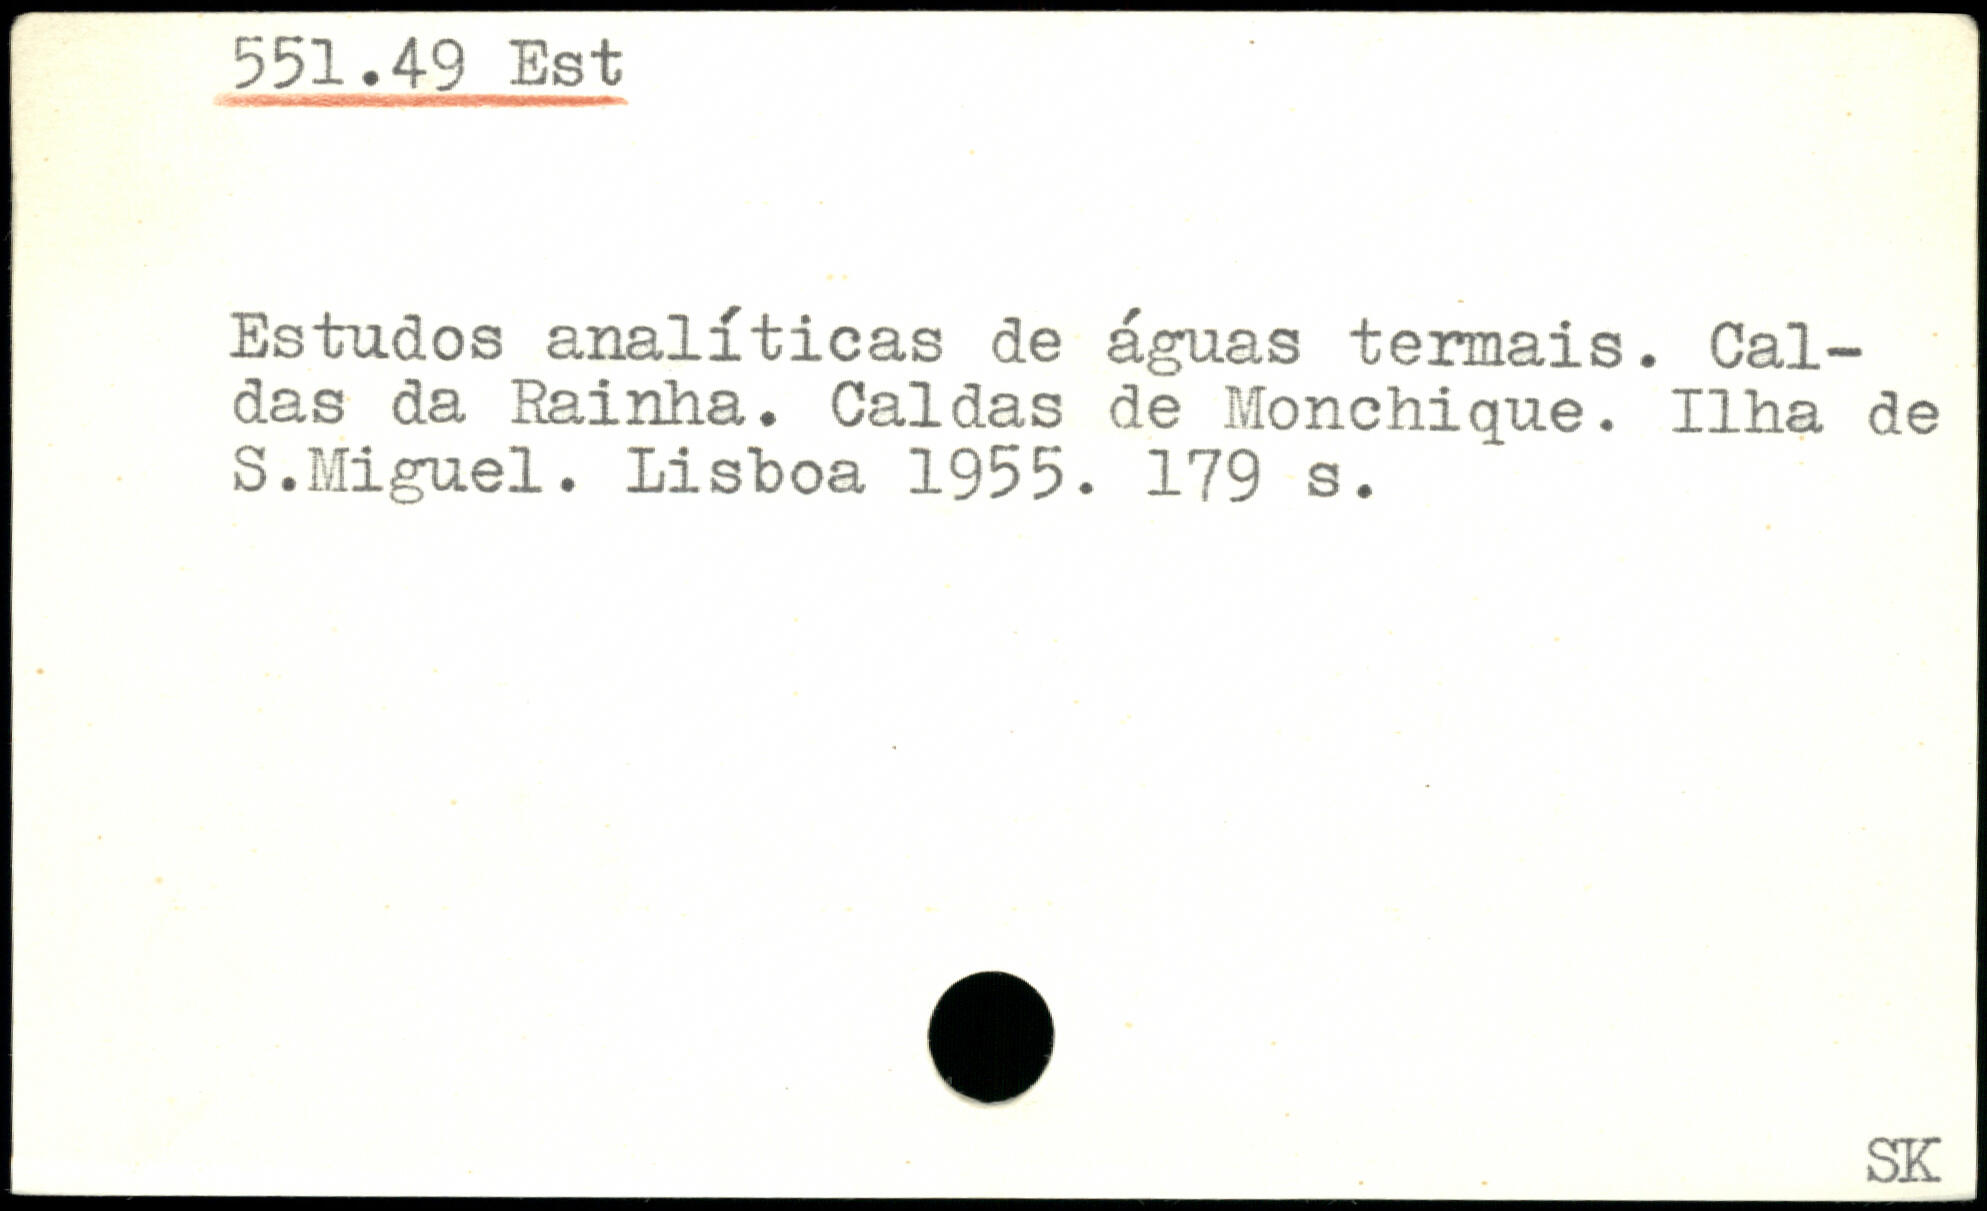 551.49 Est
Estudos analíticas de águas termais. Cal-
das da Rainha. Caldas de Monchique. Ilha de
S.Miguel. Lisboa 1955. 179 s.
SK